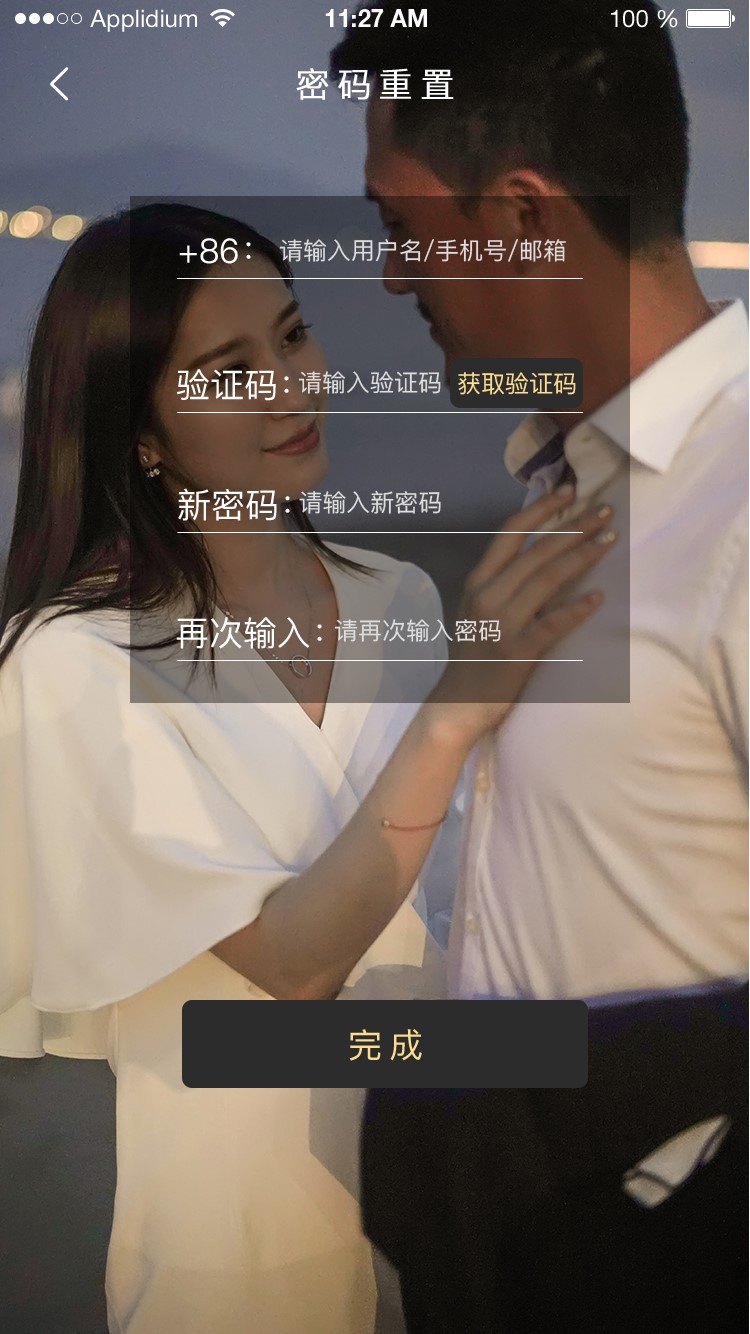 Applidium 11:27 AM 100 %
密码重置
+86： 请输入用户名/手机号/邮箱
验证码：请输入验证码 获取验证码
新密码：请输入新密码
再次输入：请再次输入密码
完成